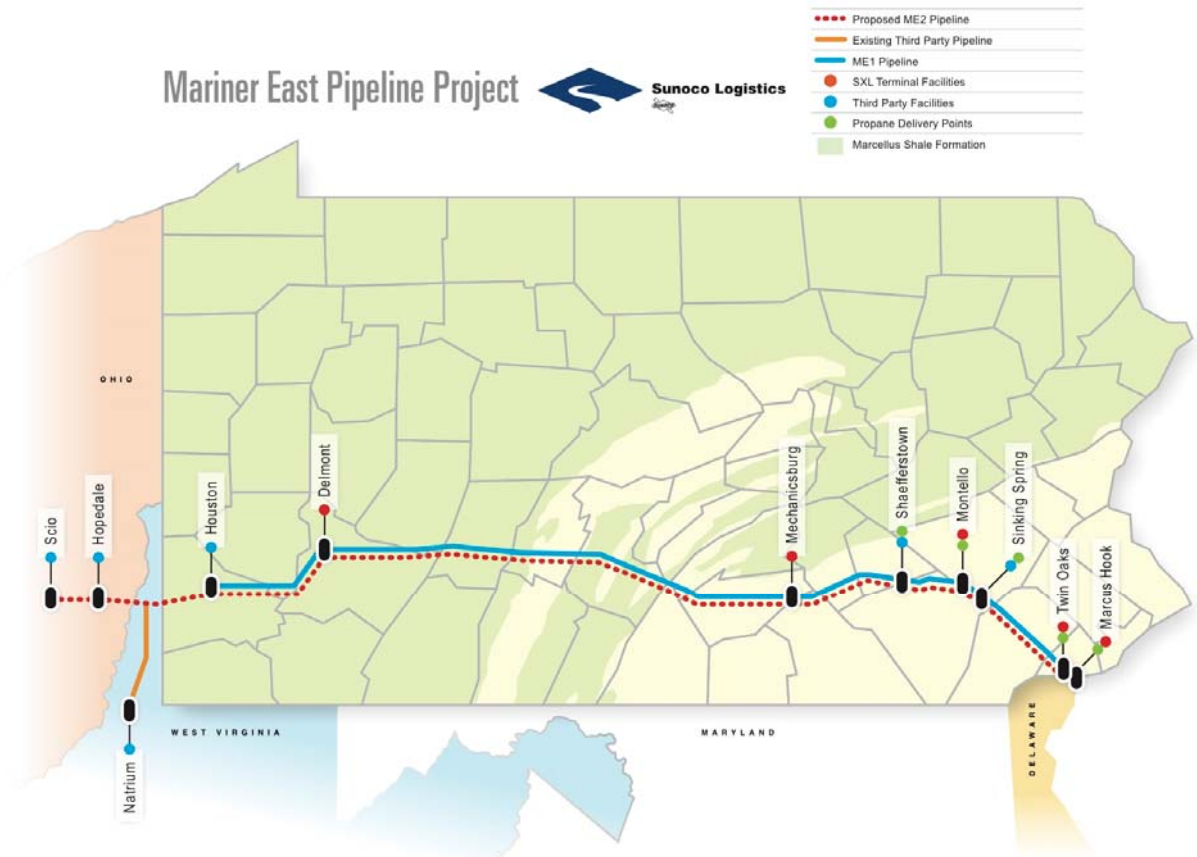 Proposed ME2 Pipeline
Existing Third Party Pipeline
ME1 Pipeline
SXL Terminal Facilities
Third Party Facilities
Propane Delivery Points
Marcellus Shale Formation
Mariner East Pipeline Project
Sunoco Logistics
OHIO
Scio
Hopedale
Houston
Delmont
Mechanicsburg
Shaefferstown
Montello
Sinking Spring
Twin Oaks
Marcus Hook
Natrium
WEST VIRGINIA
MARYLAND
DELAWARE